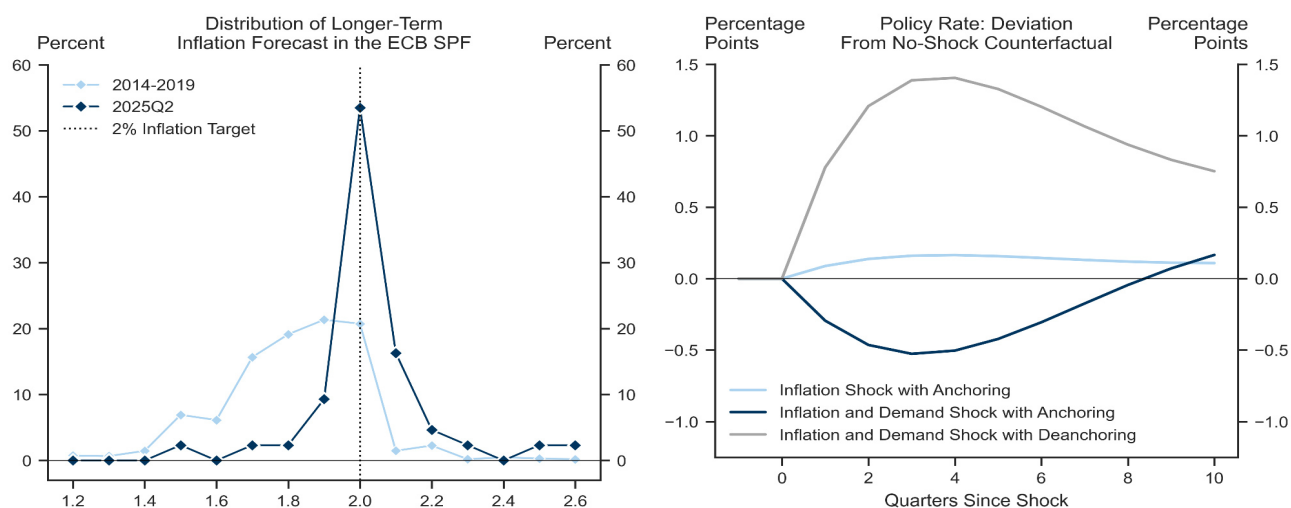 Distribution of Longer-Term
Inflation Forecast in the ECB SPF
Percent
Percent
60
50
40
30
20
10
0
60
50
40
30
20
10
0
2014-2019
2025Q2
2% Inflation Target
1.2 1.4 1.6 1.8 2.0 2.2 2.4 2.6
Policy Rate: Deviation
From No-Shock Counterfactual
Percentage
Points
Percentage
Points
1.5
1.0
0.5
0.0
−0.5
−1.0
1.5
1.0
0.5
0.0
−0.5
−1.0
Inflation Shock with Anchoring
Inflation and Demand Shock with Anchoring
Inflation and Demand Shock with Deanchoring
0 2 4 6 8 10
Quarters Since Shock